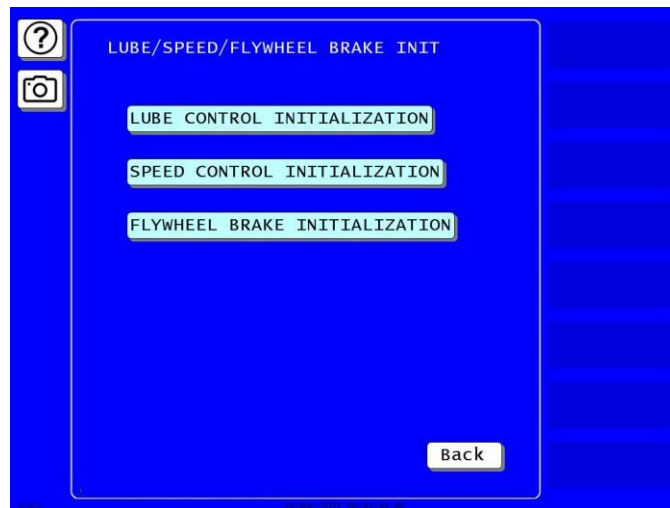 ?
LUBE/SPEED/FLYWHEEL BRAKE INIT
LUBE CONTROL INITIALIZATION
SPEED CONTROL INITIALIZATION
FLYWHEEL BRAKE INITIALIZATION
Back